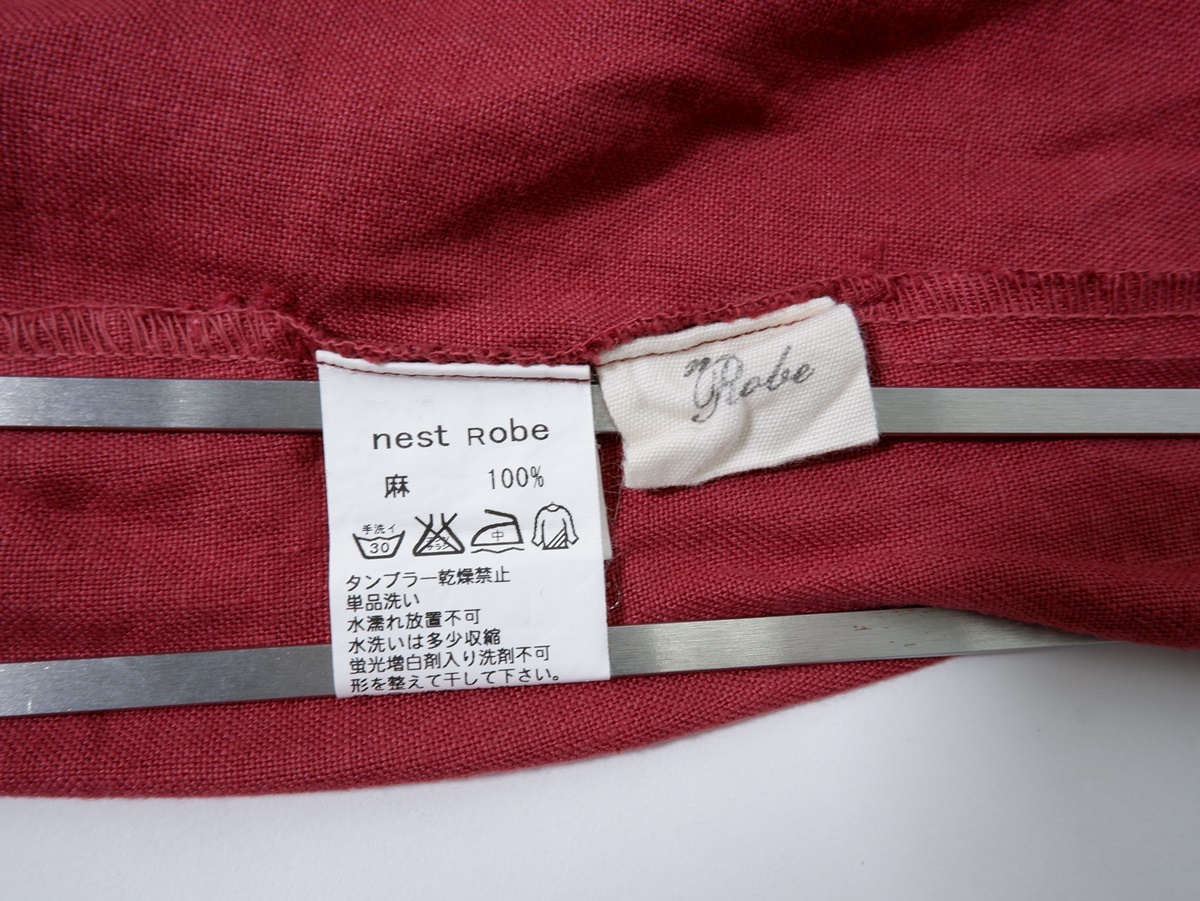 nest Robe
麻 100%
手洗イ
30
中
タンブラー乾燥禁止
単品洗い
水濡れ放置不可
水洗いは多少収縮
蛍光増白剤入り洗剤不可
形を整えて干して下さい。
n Robe